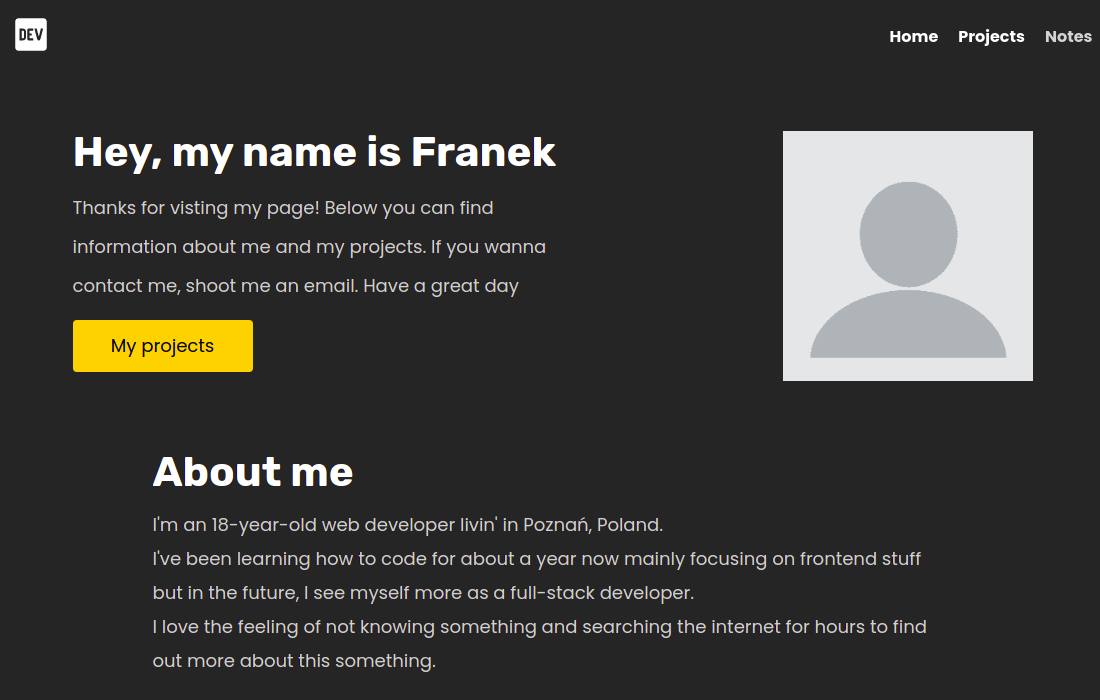 DEV
Home Projects Notes
Hey, my name is Franek
Thanks for visting my page! Below you can find
information about me and my projects. If you wanna
contact me, shoot me an email. Have a great day
My projects
About me
I'm an 18-year-old web developer livin' in Poznań, Poland.
I've been learning how to code for about a year now mainly focusing on frontend stuff
but in the future, I see myself more as a full-stack developer.
I love the feeling of not knowing something and searching the internet for hours to find
out more about this something.